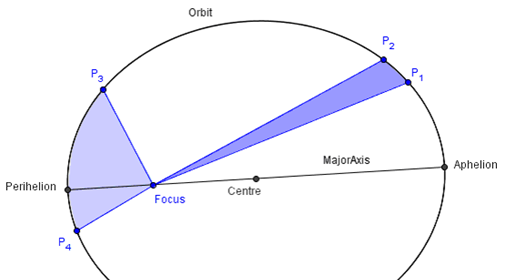 Orbit
P2
P1
P3
MajorAxis
Aphelion
Perihelion
Centre
Focus
P4